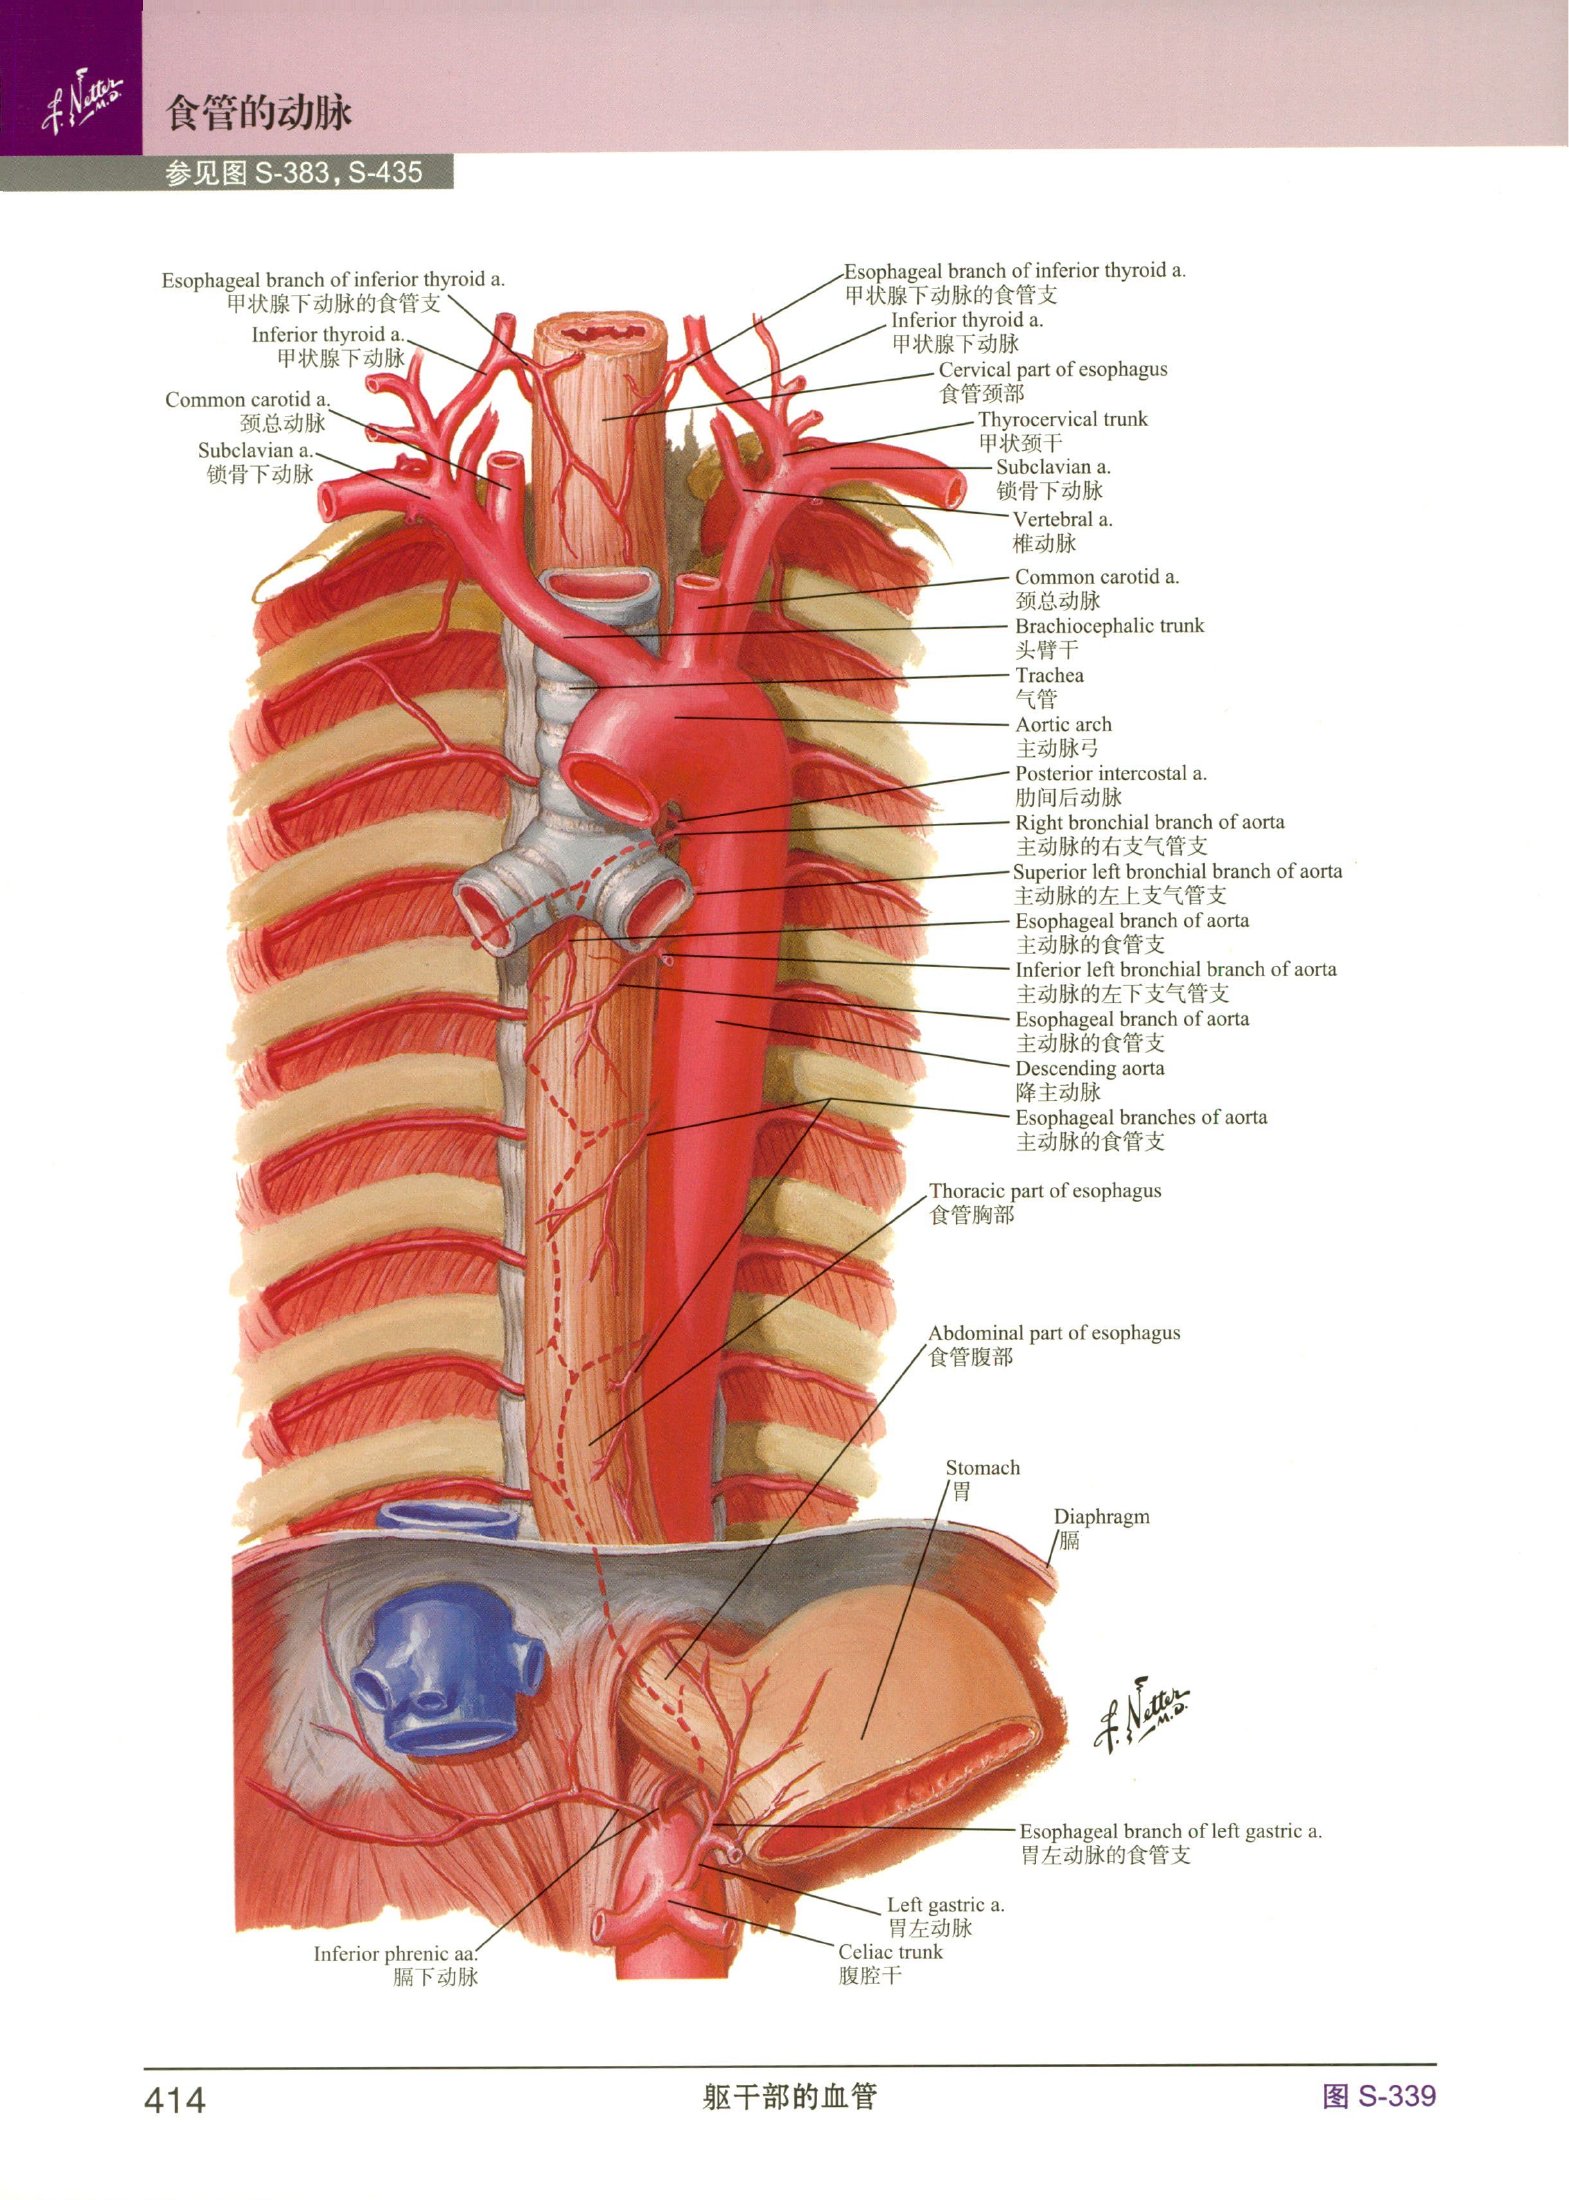 F. Netter M.D.
食管的动脉
参见图 S-383, S-435
Esophageal branch of inferior thyroid a.
甲状腺下动脉的食管支
Inferior thyroid a.
甲状腺下动脉
Common carotid a.
颈总动脉
Subclavian a.
锁骨下动脉
Esophageal branch of inferior thyroid a.
甲状腺下动脉的食管支
Inferior thyroid a.
甲状腺下动脉
Cervical part of esophagus
食管颈部
Thyrocervical trunk
甲状颈干
Subclavian a.
锁骨下动脉
Vertebral a.
椎动脉
Common carotid a.
颈总动脉
Brachiocephalic trunk
头臂干
Trachea
气管
Aortic arch
主动脉弓
Posterior intercostal a.
肋间后动脉
Right bronchial branch of aorta
主动脉的右支气管支
Superior left bronchial branch of aorta
主动脉的左上支气管支
Esophageal branch of aorta
主动脉的食管支
Inferior left bronchial branch of aorta
主动脉的左下支气管支
Esophageal branch of aorta
主动脉的食管支
Descending aorta
降主动脉
Esophageal branches of aorta
主动脉的食管支
Thoracic part of esophagus
食管胸部
Abdominal part of esophagus
食管腹部
Stomach
胃
Diaphragm
膈
F. Netter M.D.
Esophageal branch of left gastric a.
胃左动脉的食管支
Left gastric a.
胃左动脉
Celiac trunk
腹腔干
Inferior phrenic aa.
膈下动脉
414
躯干部的血管
图 S-339